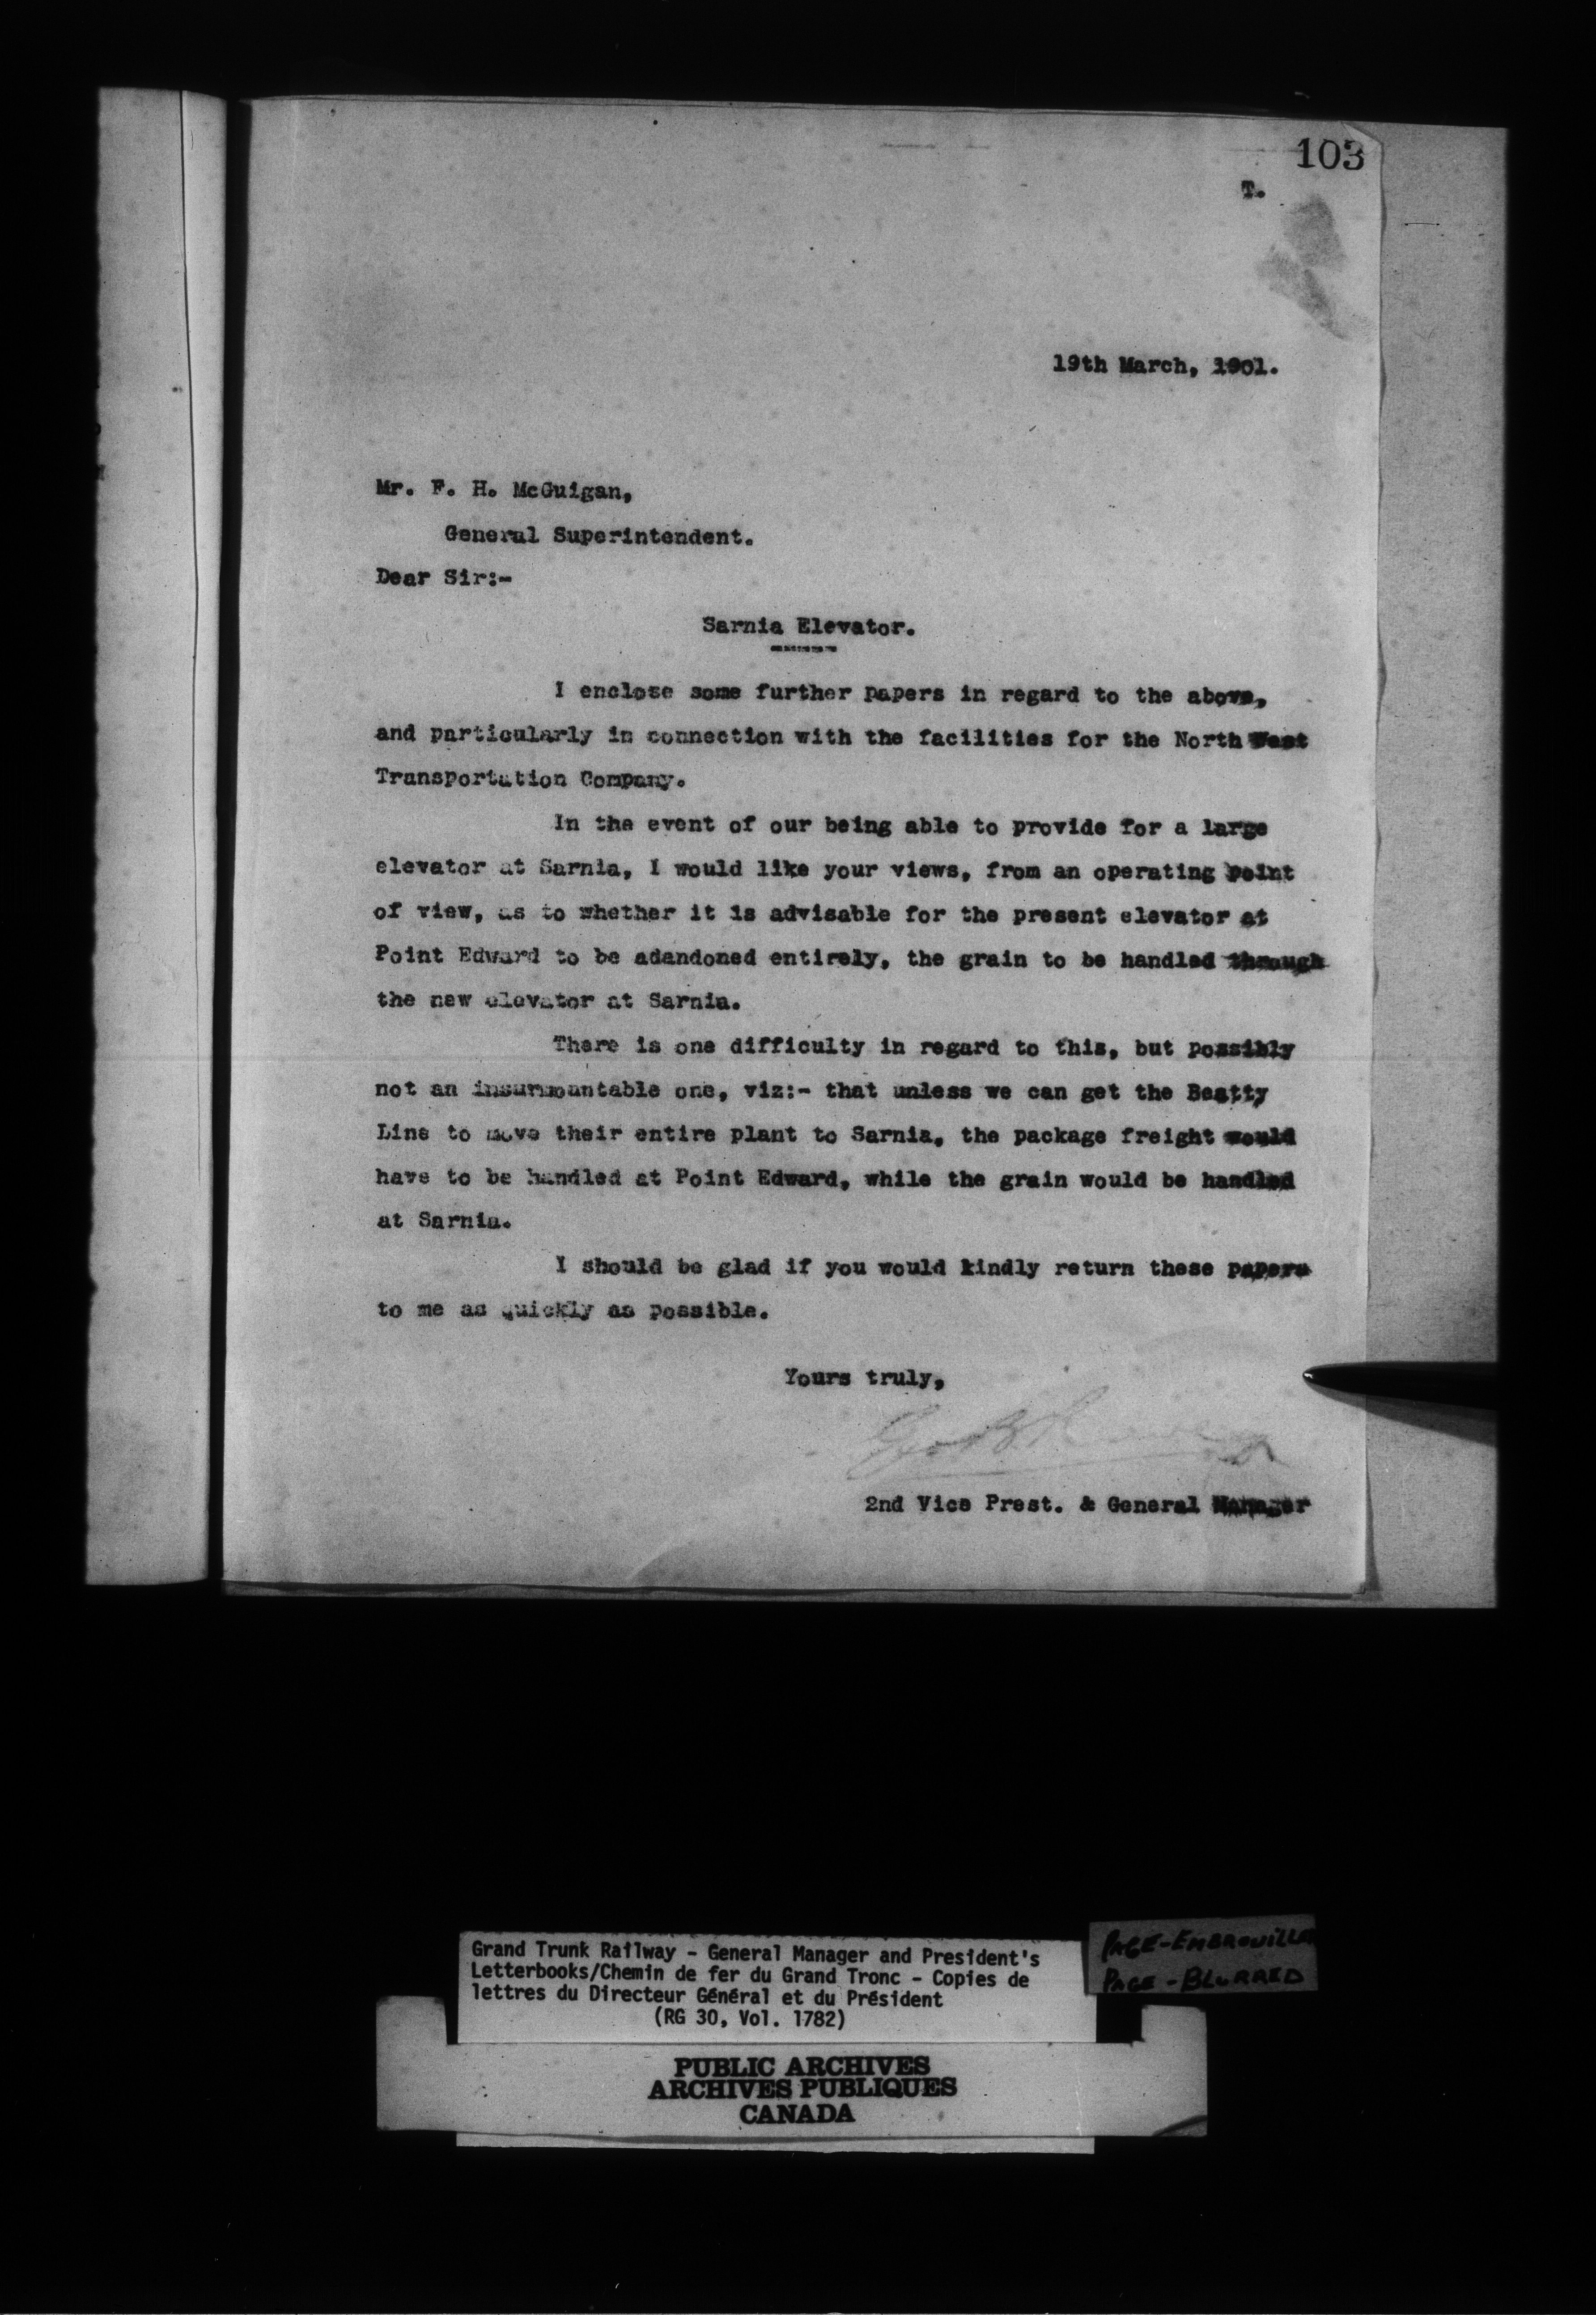 103
T.
19th March, 1901.
Mr. F. H. McGuigan,
General Superintendent.
Dear Sir:-
Sarnia Elevator.
I enclose some further papers in regard to the above,
and particularly in connection with the facilities for the North West
Transportation Company.
In the event of our being able to provide for a large
elevator at Sarnia, I would like your views, from an operating point
of view, as to whether it is advisable for the present elevator at
Point Edward to be adandoned entirely, the grain to be handled through
the new elevator at Sarnia.
There is one difficulty in regard to this, but possibly
not an insurmountable one, viz:- that unless we can get the Beatty
Line to move their entire plant to Sarnia, the package freight would
have to be handled at Point Edward, while the grain would be handled
at Sarnia.
I should be glad if you would kindly return these papers
to me as quickly as possible.
Yours truly,
2nd Vice Prest. & General Manager
Grand Trunk Railway - General Manager and President's
Letterbooks/Chemin de fer du Grand Tronc - Copies de
lettres du Directeur Général et du Président
(RG 30, Vol. 1782)
PAGE-EMBROUILLE
PAGE-BLURRED
PUBLIC ARCHIVES
ARCHIVES PUBLIQUES
CANADA